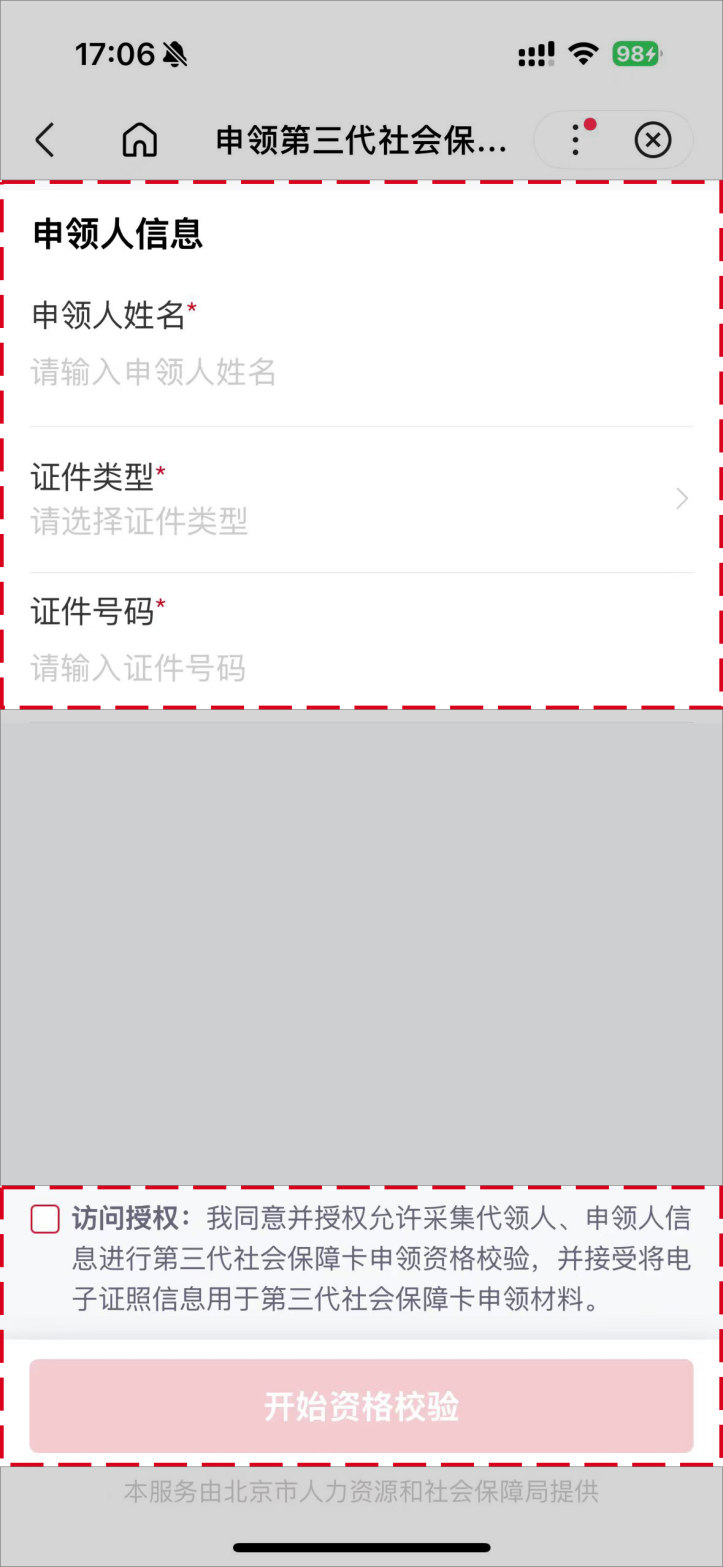 17:06
98
申领第三代社会保...
申领人信息
申领人姓名*
请输入申领人姓名
证件类型*
请选择证件类型
证件号码*
请输入证件号码
访问授权：我同意并授权允许采集代领人、申领人信
息进行第三代社会保障卡申领资格校验，并接受将电
子证照信息用于第三代社会保障卡申领材料。
开始资格校验
本服务由北京市人力资源和社会保障局提供